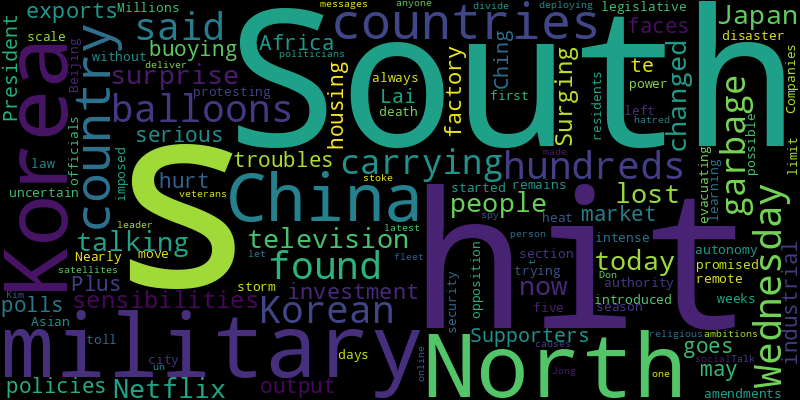 exports
Millions
said
buoying
surprise
balloons
serious
hurt
troubles
South
messages
anyone
divide
deploying
countries
Africa
politicians
legislative
faces
Japan
disaster
President
scale
without
deliver
Beijing
country
Korea
protesting
housing
always
Lai
death
factory
Ching
first
Surging
te
power
residents
left
hatred
changed
Companies
garbage
possible
limit
law
officials
uncertain
imposed
S
China
stoke
veterans
carrying
made
hundreds
started
remains
people
lost
market
heat
intense
evacuating
learning
Wednesday
leader
talking
latest
television
spy
person
Nearly
move
satellites
Plus
storm
found
let
fleet
hit
section
t
trying
now
today
Don
authority
autonomy
promised
remote
industrial
Kim
polls
sensibilities
investment
Korean
security
opposition
five
season
introduced
weeks
Asian
toll
military
days
city
un
Supporters
religious
ambitions
goes
socialTalk
may
policies
Netflix
output
online
North
causes
Jong
one
amendments